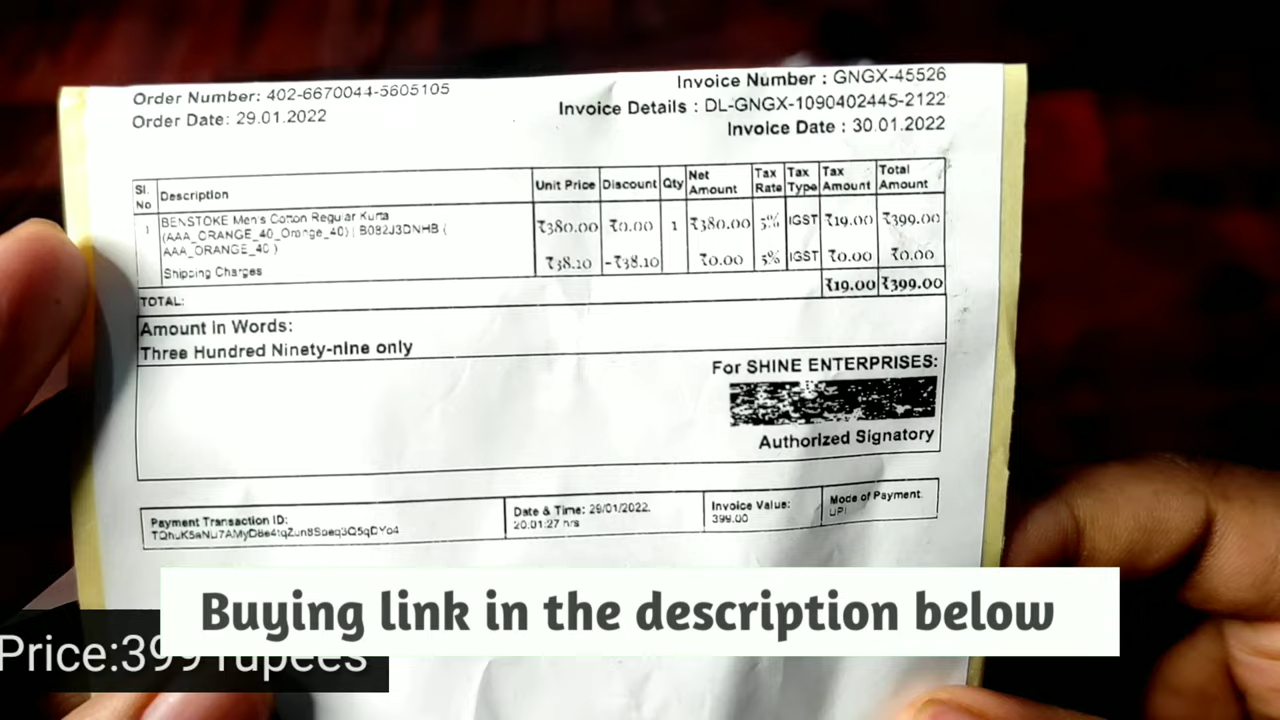 Order Number: 402-6670044-5605105
Order Date: 29.01.2022
Invoice Number : GNGX-45526
Invoice Details : DL-GNGX-1090402445-2122
Invoice Date : 30.01.2022
Sl. No Description Unit Price Discount Qty Net Amount Tax Rate Tax Type Tax Amount Total Amount
1 BENSTOKE Men's Cotton Regular Kurta ₹380.00 ₹0.00 1 ₹380.00 5% IGST ₹19.00 ₹399.00
(AAA_ORANGE_40_Orange_40) | B082J3DNHB (
AAA_ORANGE_40 )
Shipping Charges ₹38.10 -₹38.10 ₹0.00 5% IGST ₹0.00 ₹0.00
TOTAL: ₹19.00 ₹399.00
Amount in Words:
Three Hundred Ninety-nine only
For SHINE ENTERPRISES:
Authorized Signatory
Payment Transaction ID:
Date & Time: 29/01/2022,
20:01:27 hrs
Invoice Value:
399.00
Mode of Payment:
UPI
Buying link in the description below
Price:399 rupees